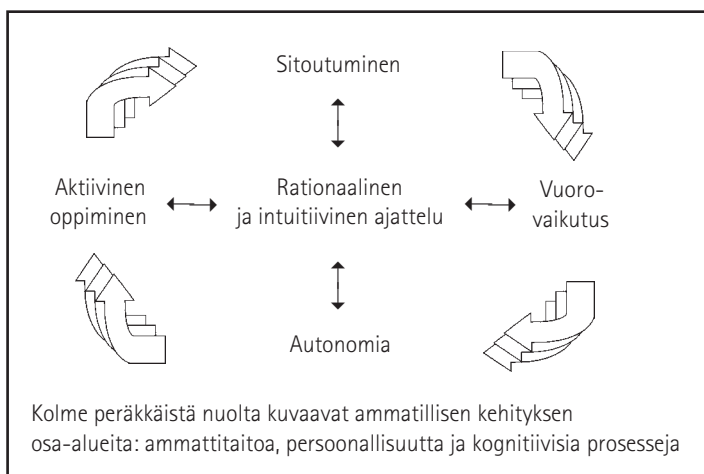 Sitoutuminen
Aktiivinen
oppiminen
Rationaalinen
ja intuitiivinen ajattelu
Vuoro-
vaikutus
Autonomia
Kolme peräkkäistä nuolta kuvaavat ammatillisen kehityksen
osa-alueita: ammattitaitoa, persoonallisuutta ja kognitiivisia prosesseja